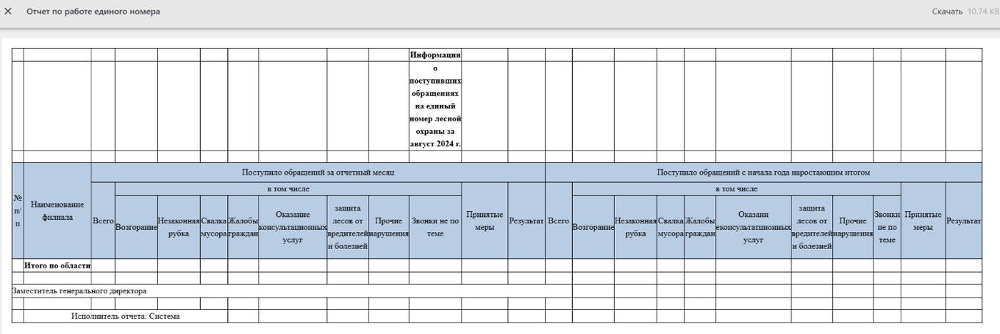 Отчет по работе единого номера
Скачать 10.74 KB
Информация
о
поступивших
обращениях
на единый
номер лесной
охраны за
август 2024 г.
№
п/
п
Наименование
филиала
Поступило обращений за отчетный месяц
Всего
в том числе
Возгорание
Незаконная
рубка
Свалка
мусора
Жалобы
граждан
Оказание
консультационных
услуг
защита
лесов от
вредителей
и болезней
Прочие
нарушения
Звонки не по
теме
Принятые
меры
Результат
Поступило обращений с начала года наростающим итогом
Всего
в том числе
Возгорание
Незаконная
рубка
Свалка
мусора
Жалобы
граждан
Оказани
еконсультатционных
услуг
защита
лесов от
вредителей
и болезней
Прочие
нарушения
Звонки
не по
теме
Принятые
меры
Результат
Итого по области
Заместитель генерального директора
Исполнитель отчета: Система